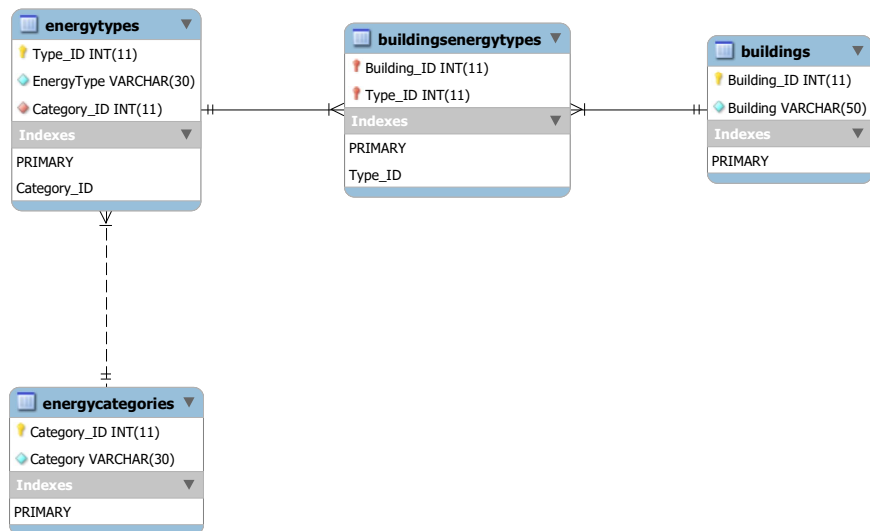 energytypes
Type_ID INT(11)
EnergyType VARCHAR(30)
Category_ID INT(11)
Indexes
PRIMARY
Category_ID
buildingsenergytypes
Building_ID INT(11)
Type_ID INT(11)
Indexes
PRIMARY
Type_ID
buildings
Building_ID INT(11)
Building VARCHAR(50)
Indexes
PRIMARY
energycategories
Category_ID INT(11)
Category VARCHAR(30)
Indexes
PRIMARY